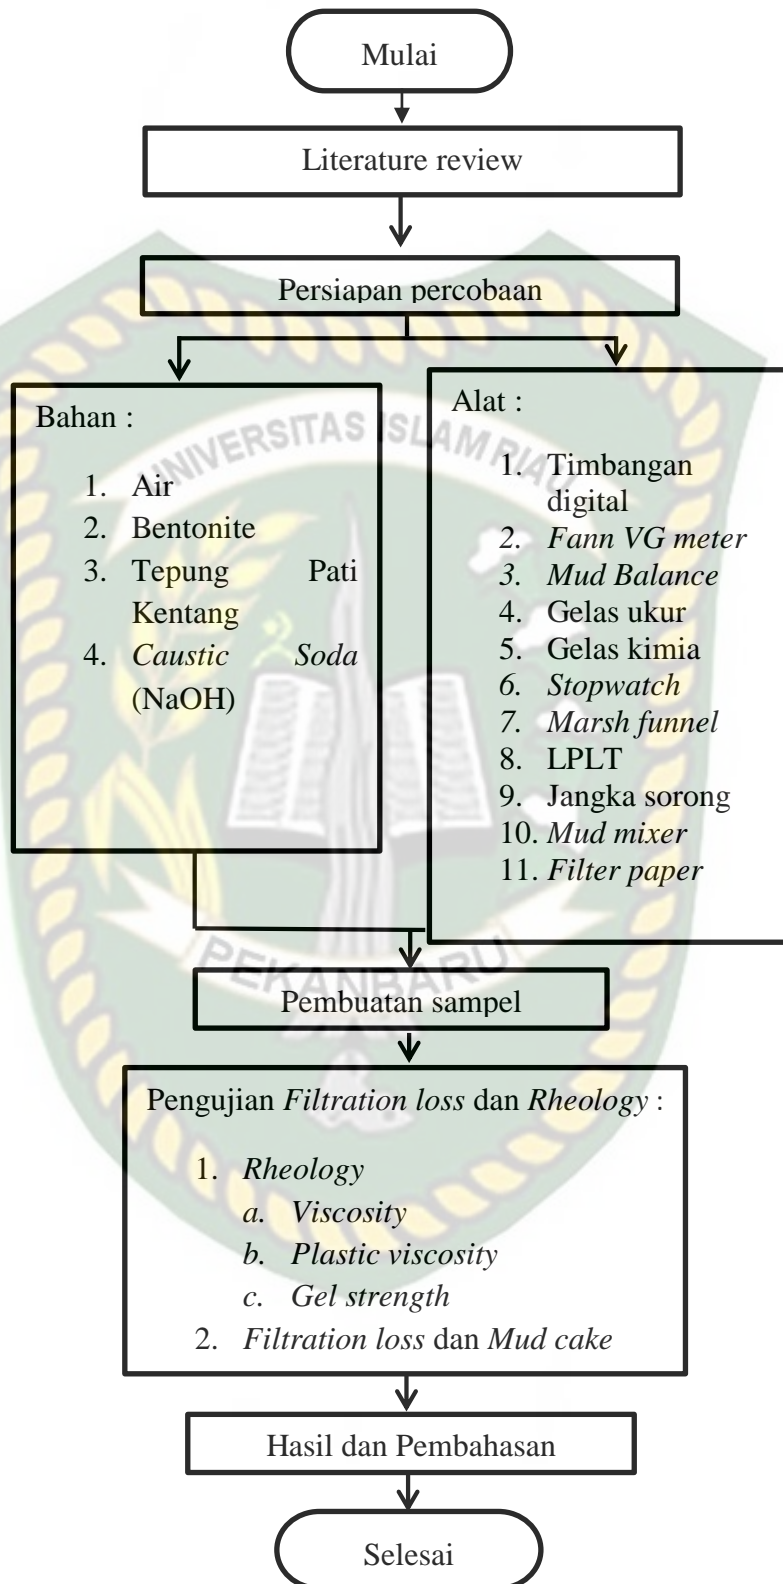 Mulai
Literature review
Persiapan percobaan
Bahan :
1. Air
2. Bentonite
3. Tepung Pati
Kentang
4. Caustic Soda
(NaOH)
Alat :
1. Timbangan
digital
2. Fann VG meter
3. Mud Balance
4. Gelas ukur
5. Gelas kimia
6. Stopwatch
7. Marsh funnel
8. LPLT
9. Jangka sorong
10. Mud mixer
11. Filter paper
UNIVERSITAS ISLAM RIAU
PEKANBARU
Pembuatan sampel
Pengujian Filtration loss dan Rheology :
1. Rheology
a. Viscosity
b. Plastic viscosity
c. Gel strength
2. Filtration loss dan Mud cake
Hasil dan Pembahasan
Selesai